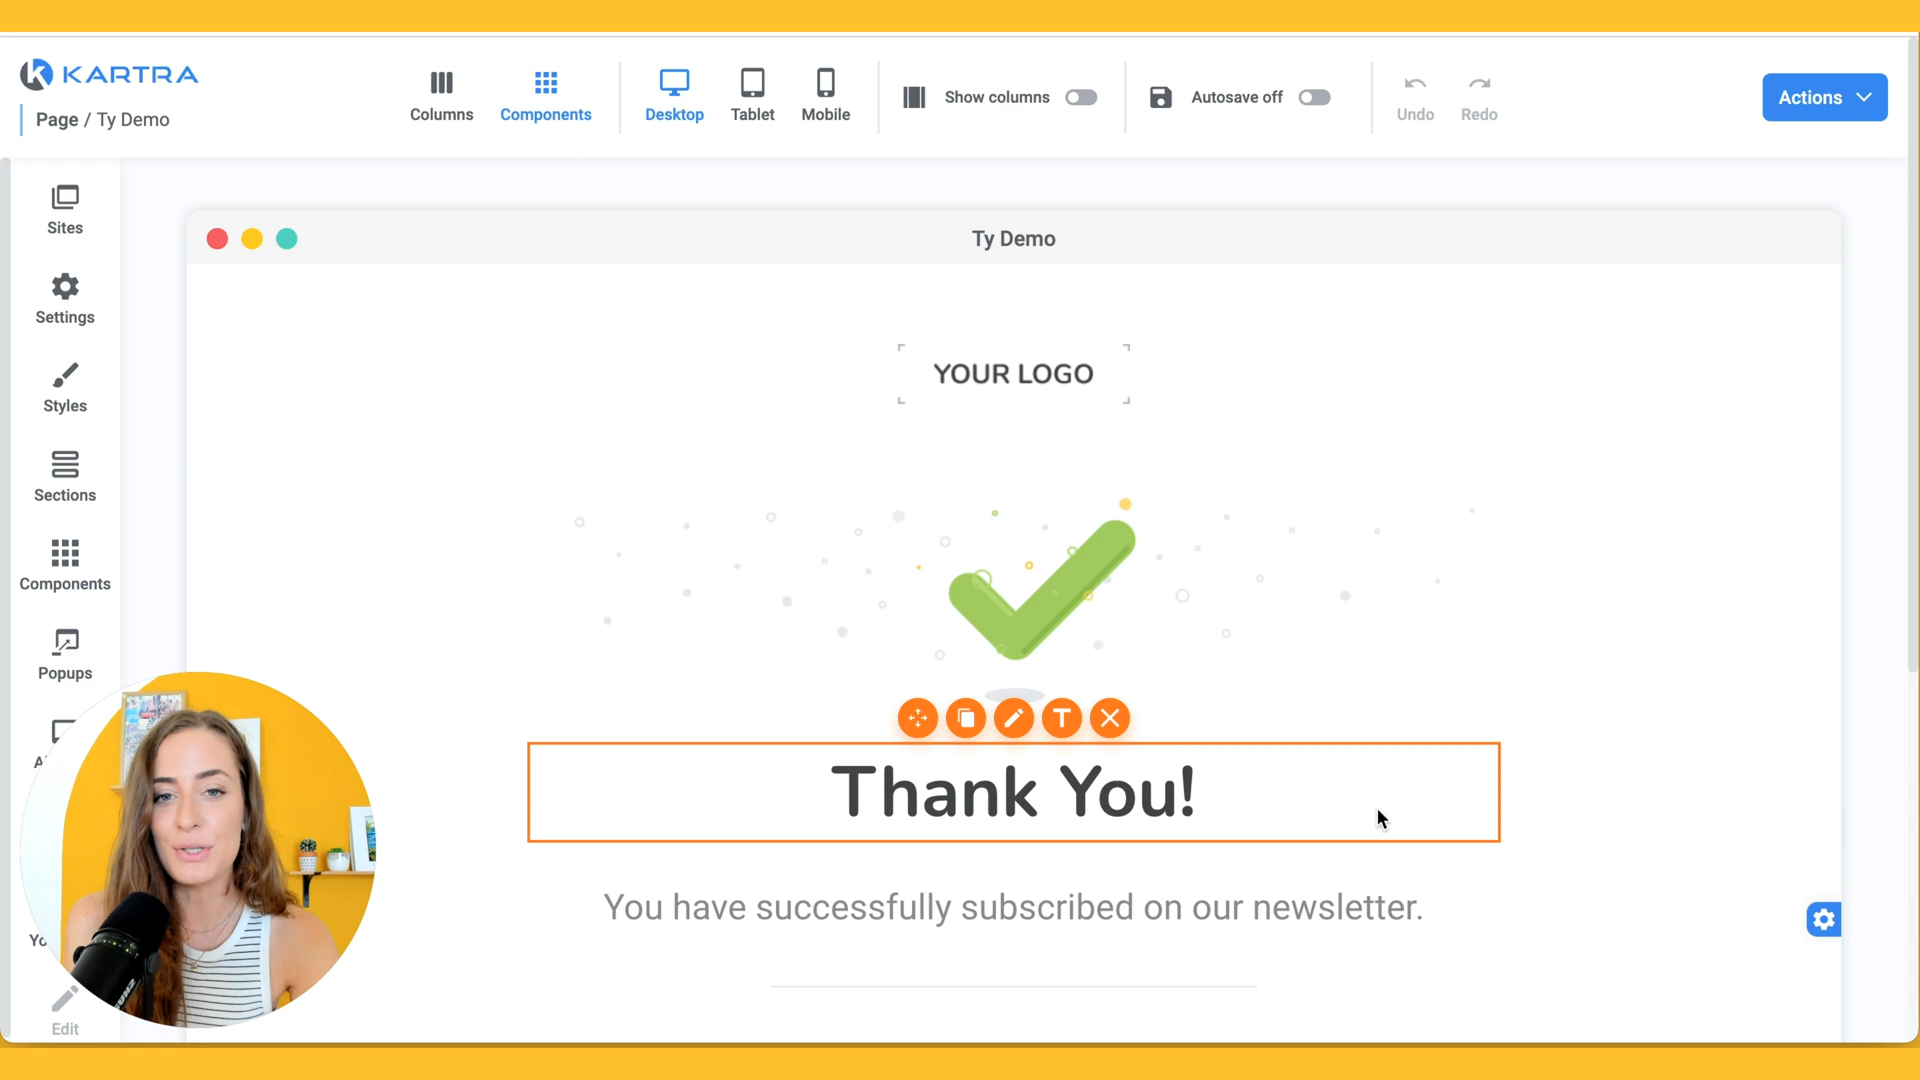 KARTRA
Page / Ty Demo
Columns
Components
Desktop
Tablet
Mobile
Show columns
Autosave off
Undo
Redo
Actions
Sites
Settings
Styles
Sections
Components
Popups
Edit
Ty Demo
YOUR LOGO
T
Thank You!
You have successfully subscribed on our newsletter.